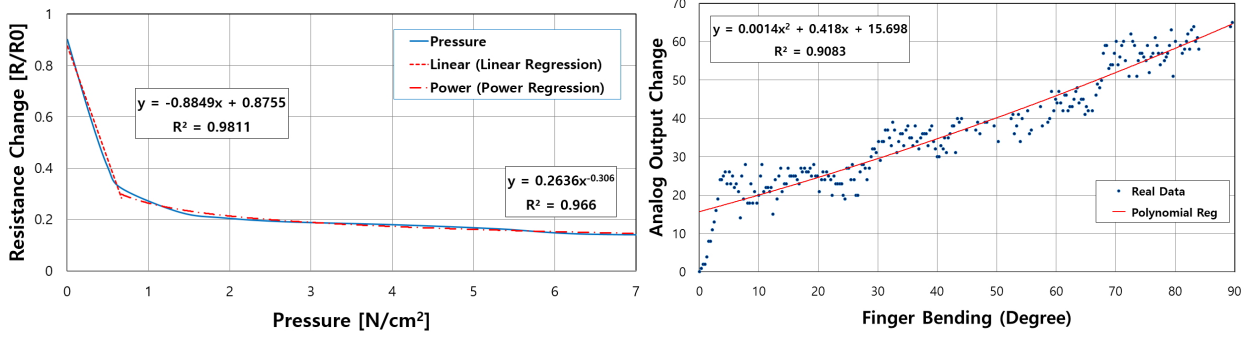 Resistance Change [R/R0]
1
0.8
0.6
0.4
0.2
0
0
1
2
3
4
5
6
7
Pressure [N/cm²]
Pressure
Linear (Linear Regression)
Power (Power Regression)
y = -0.8849x + 0.8755
R² = 0.9811
y = 0.2636x^-0.306
R² = 0.966
Analog Output Change
70
60
50
40
30
20
10
0
0
10
20
30
40
50
60
70
80
90
Finger Bending (Degree)
y = 0.0014x² + 0.418x + 15.698
R² = 0.9083
Real Data
Polynomial Reg